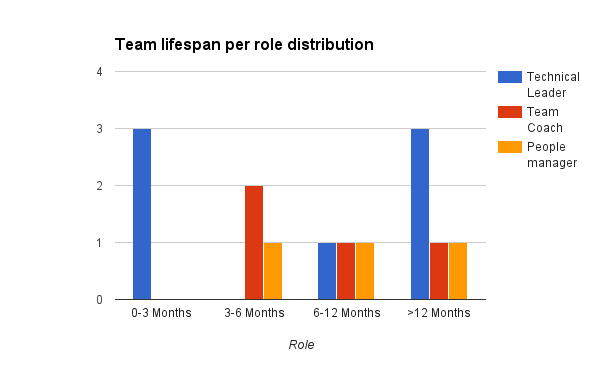 Team lifespan per role distribution
4
3
2
1
0
0-3 Months
3-6 Months
6-12 Months
>12 Months
Role
Technical
Leader
Team
Coach
People
manager